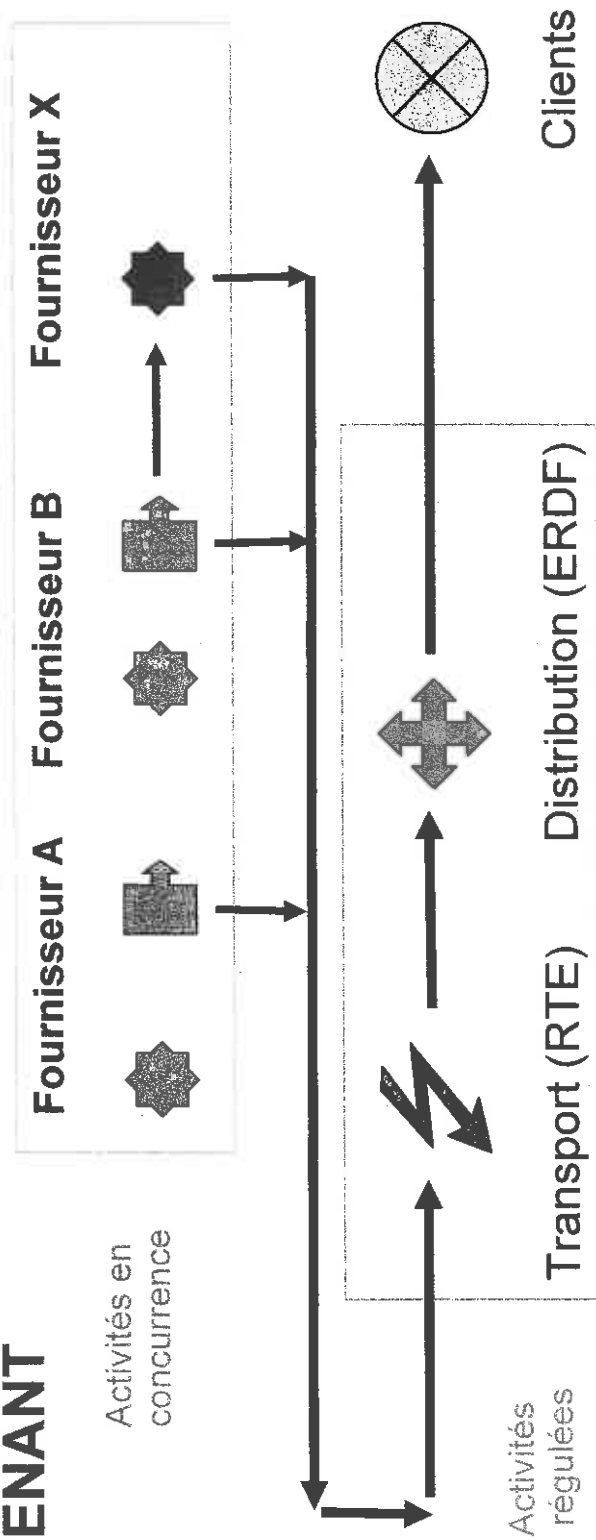 ENANT
Fournisseur A
Fournisseur B
Fournisseur X
Activités en
concurrence
Activités
régulées
Transport (RTE)
Distribution (ERDF)
Clients